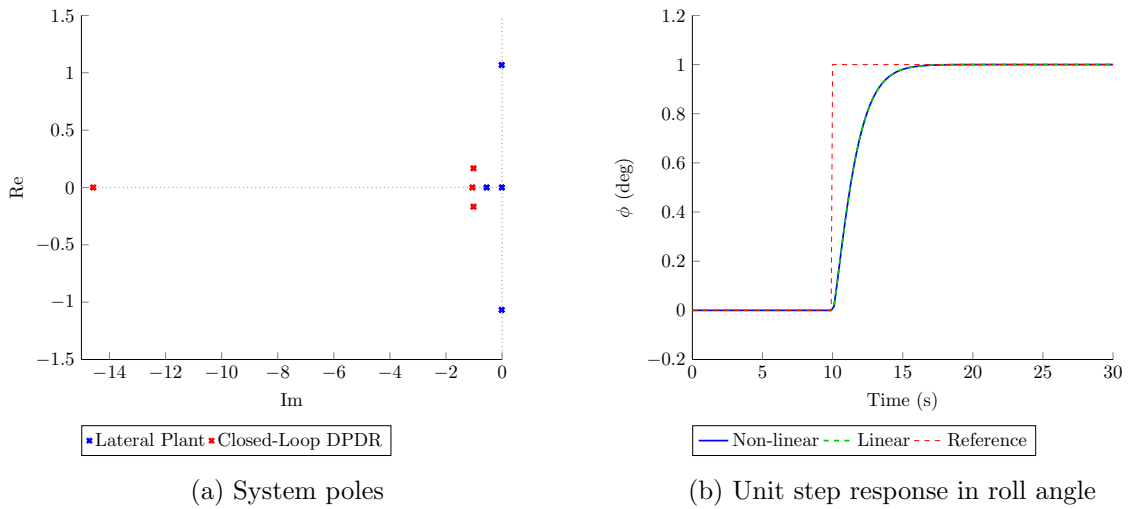 1.5
1
0.5
0
−0.5
−1
−1.5
Re
−14 −12 −10 −8 −6 −4 −2 0
Im
Lateral Plant Closed-Loop DPDR
(a) System poles
1.2
1
0.8
0.6
0.4
0.2
0
−0.2
ϕ (deg)
0 5 10 15 20 25 30
Time (s)
Non-linear Linear Reference
(b) Unit step response in roll angle